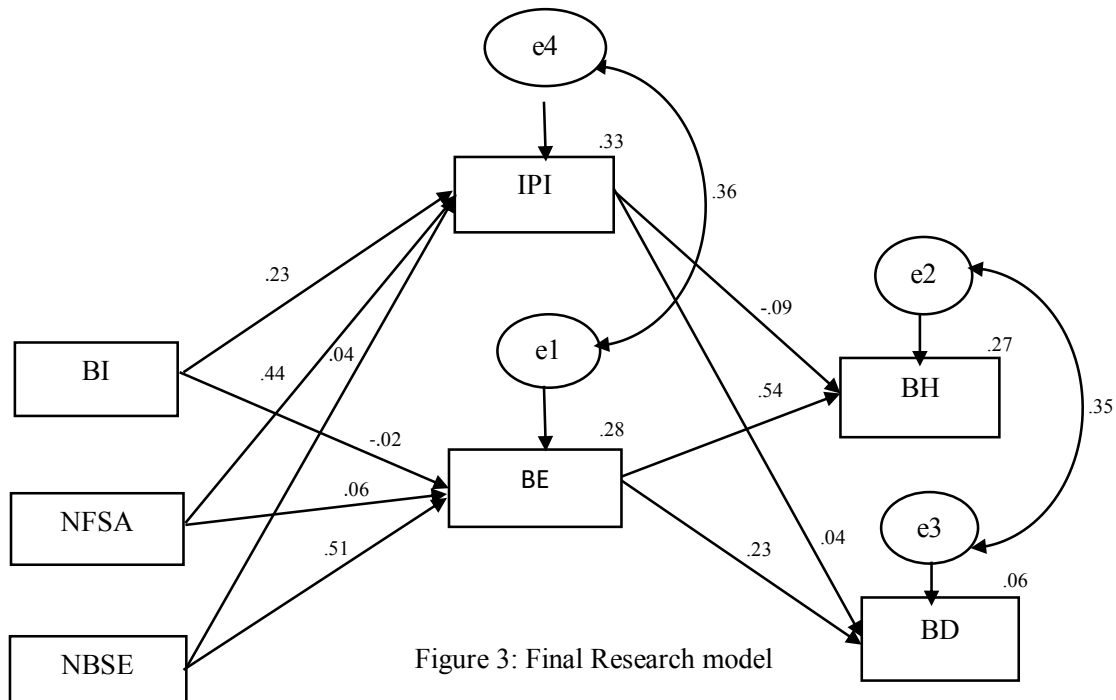 e4
.33
IPI
.36
e2
.23
-.09
e1
.27
BI
.04
BH
.44
.54
.35
-.02
.28
BE
NFSA
.06
e3
.51
.23
.04
.06
BD
NBSE
Figure 3: Final Research model